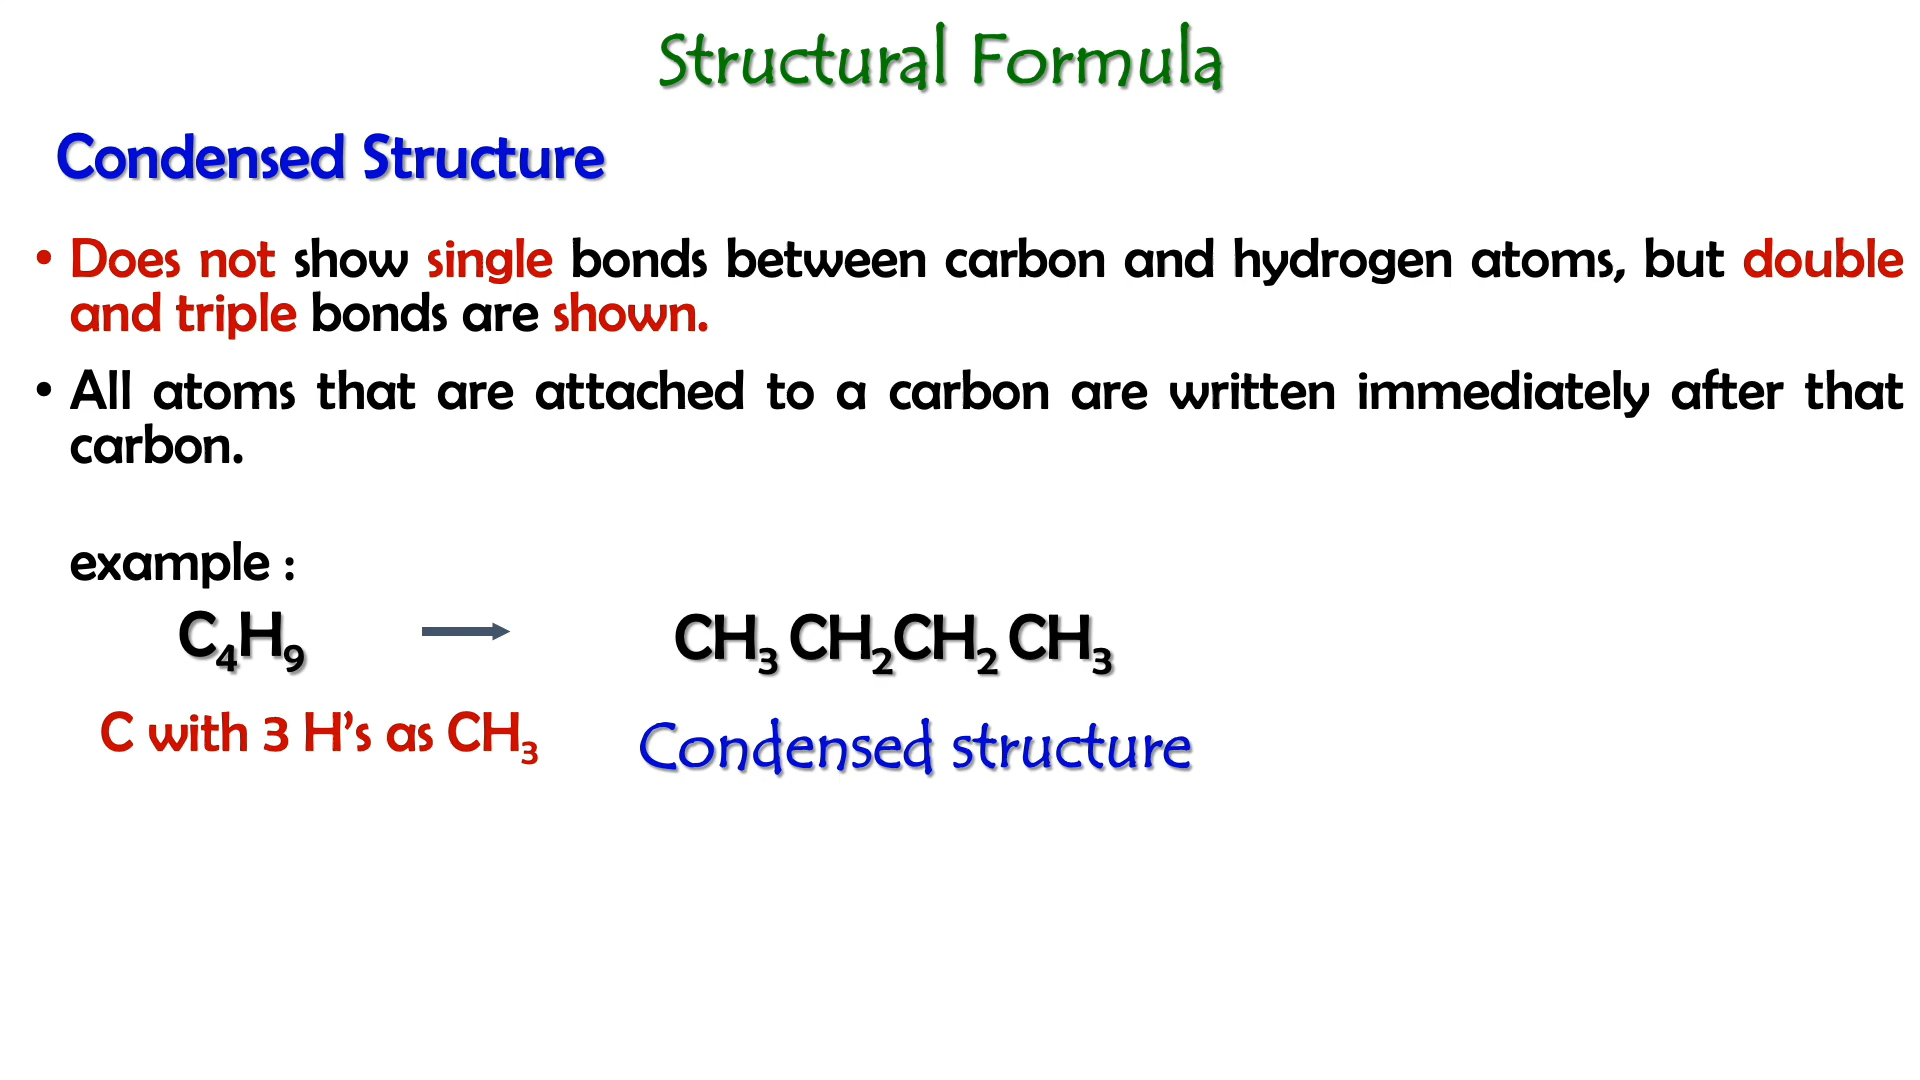 Structural Formula
Condensed Structure
• Does not show single bonds between carbon and hydrogen atoms, but double
and triple bonds are shown.
• All atoms that are attached to a carbon are written immediately after that
carbon.
example :
C₄H₉ → CH₃ CH₂CH₂ CH₃
C with 3 H’s as CH₃
Condensed structure